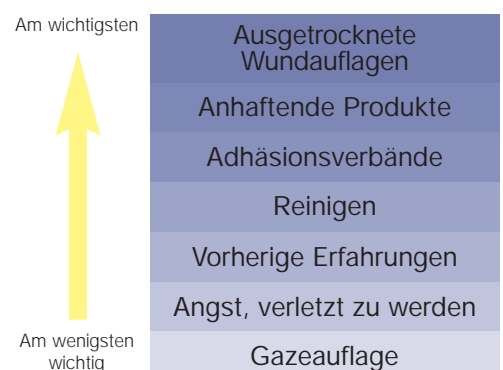 Am wichtigsten
Ausgetrocknete
Wundauflagen
Anhaftende Produkte
Adhäsionsverbände
Reinigen
Vorherige Erfahrungen
Angst, verletzt zu werden
Am wenigsten
wichtig
Gazeauflage